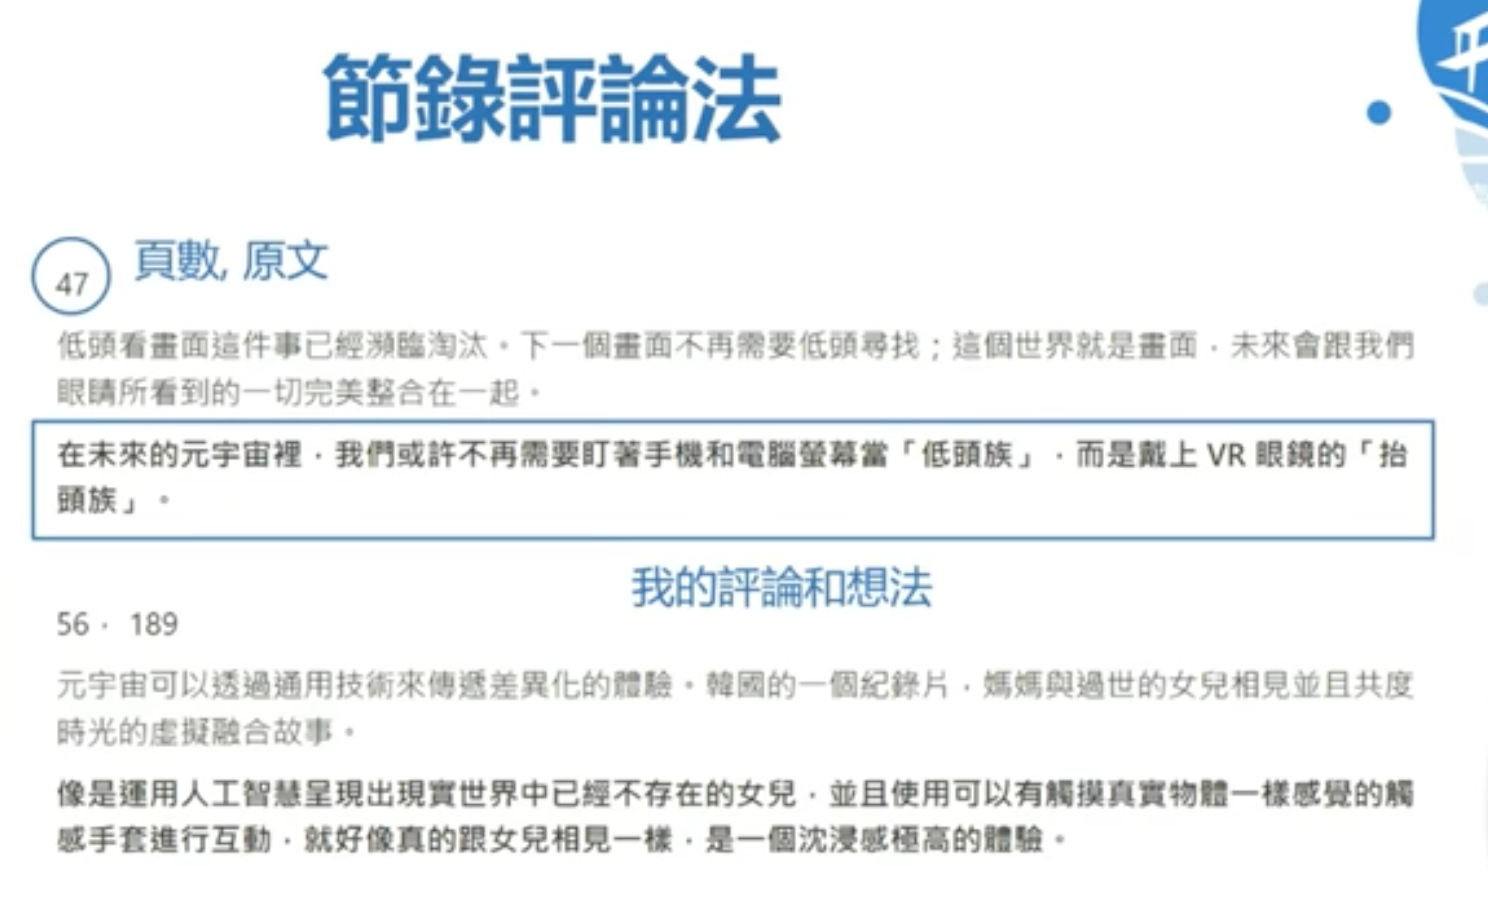 節錄評論法
47
頁數, 原文
低頭看畫面這件事已經瀕臨淘汰。下一個畫面不再需要低頭尋找；這個世界就是畫面，未來會跟我們
眼睛所看到的一切完美整合在一起。
在未來的元宇宙裡，我們或許不再需要盯著手機和電腦螢幕當「低頭族」，而是戴上 VR 眼鏡的「抬
頭族」。
我的評論和想法
56， 189
元宇宙可以透過通用技術來傳遞差異化的體驗。韓國的一個紀錄片，媽媽與過世的女兒相見並且共度
時光的虛擬融合故事。
像是運用人工智慧呈現出現實世界中已經不存在的女兒，並且使用可以有觸摸真實物體一樣感覺的觸
感手套進行互動，就好像真的跟女兒相見一樣，是一個沈浸感極高的體驗。